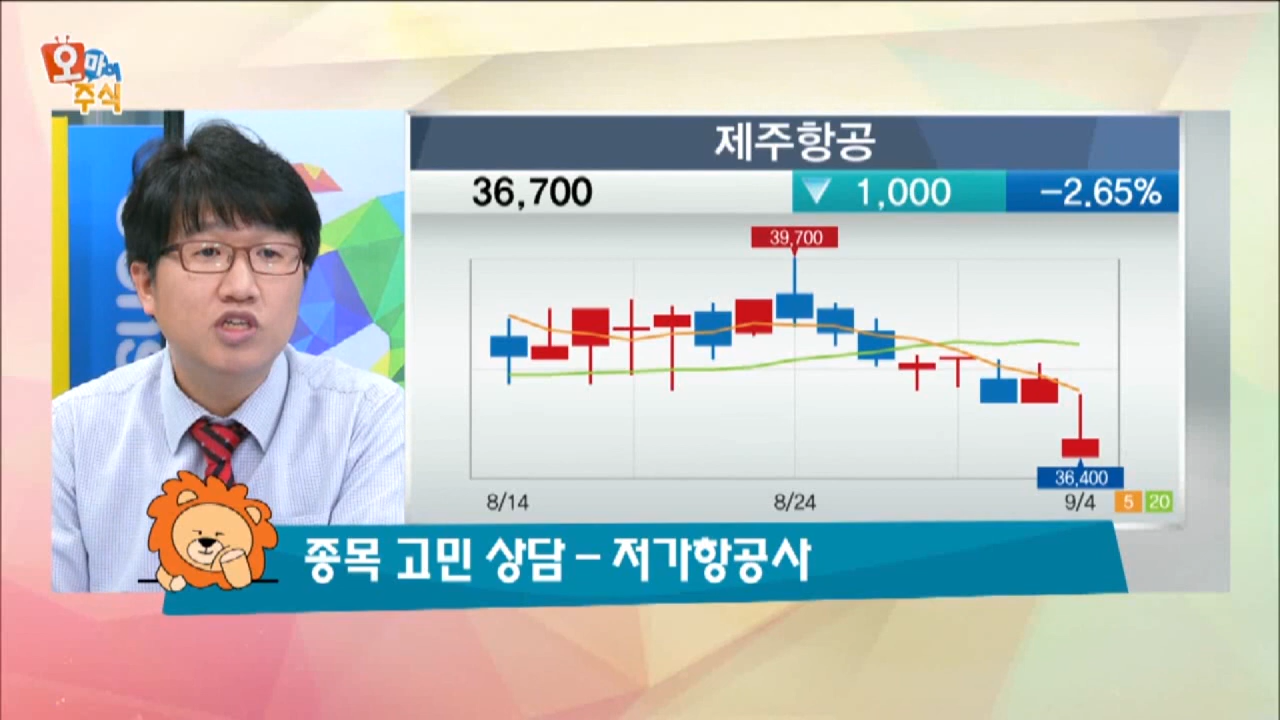 오마이
주식
제주항공
36,700 ▼ 1,000 -2.65%
39,700
36,400
8/14 8/24 9/4 5 20
종목 고민 상담 – 저가항공사